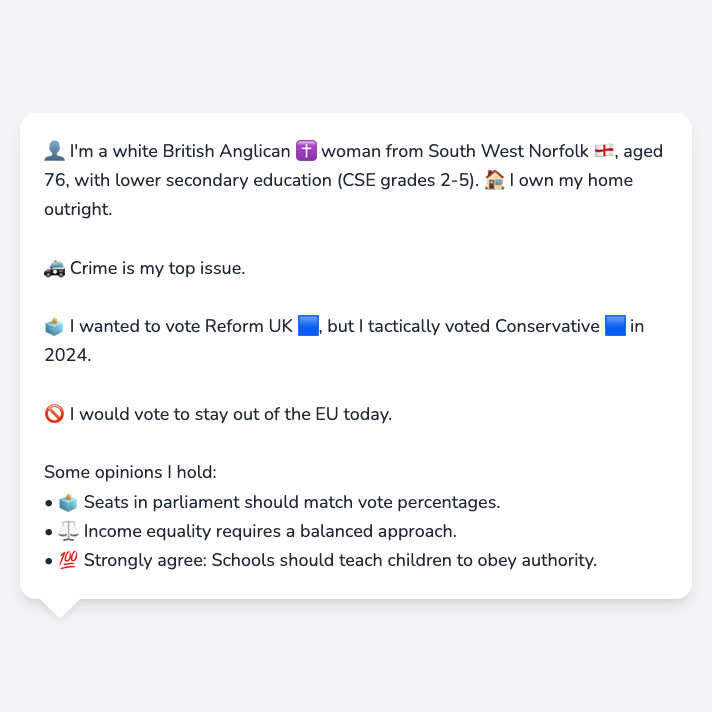 👤 I'm a white British Anglican ✝️ woman from South West Norfolk 🏴󠁧󠁢󠁥󠁮󠁧󠁿, aged
76, with lower secondary education (CSE grades 2-5). 🏠 I own my home
outright.
🚓 Crime is my top issue.
🗳️ I wanted to vote Reform UK 🟦, but I tactically voted Conservative 🟦 in
2024.
🚫 I would vote to stay out of the EU today.
Some opinions I hold:
• 🗳️ Seats in parliament should match vote percentages.
• ⚖️ Income equality requires a balanced approach.
• 💯 Strongly agree: Schools should teach children to obey authority.